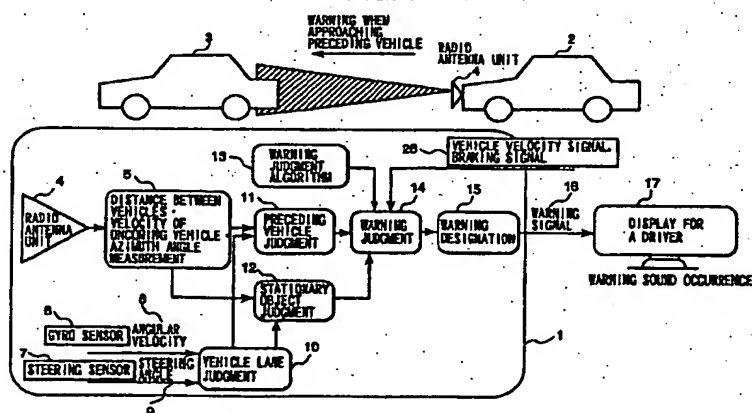 WARNING WHEN
APPROACHING
PRECEDING VEHICLE
3
RADIO
ANTENNA UNIT
4
2
26
VEHICLE VELOCITY SIGNAL.
BRAKING SIGNAL
13
WARNING
JUDGMENT
ALGORITHM
4
RADIO
ANTENNA
UNIT
5
DISTANCE BETWEEN
VEHICLES ·
VELOCITY OF
ONCOMING VEHICLE
AZIMUTH ANGLE
MEASUREMENT
11
PRECEDING
VEHICLE
JUDGMENT
14
WARNING
JUDGMENT
15
WARNING
DESIGNATION
16
WARNING
SIGNAL
17
DISPLAY FOR
A DRIVER
WARNING SOUND OCCURRENCE
12
STATIONARY
OBJECT
JUDGMENT
6
GYRO SENSOR
8
ANGULAR
VELOCITY
7
STEERING SENSOR
STEERING
ANGLE
9
VEHICLE LANE
JUDGMENT
10
1